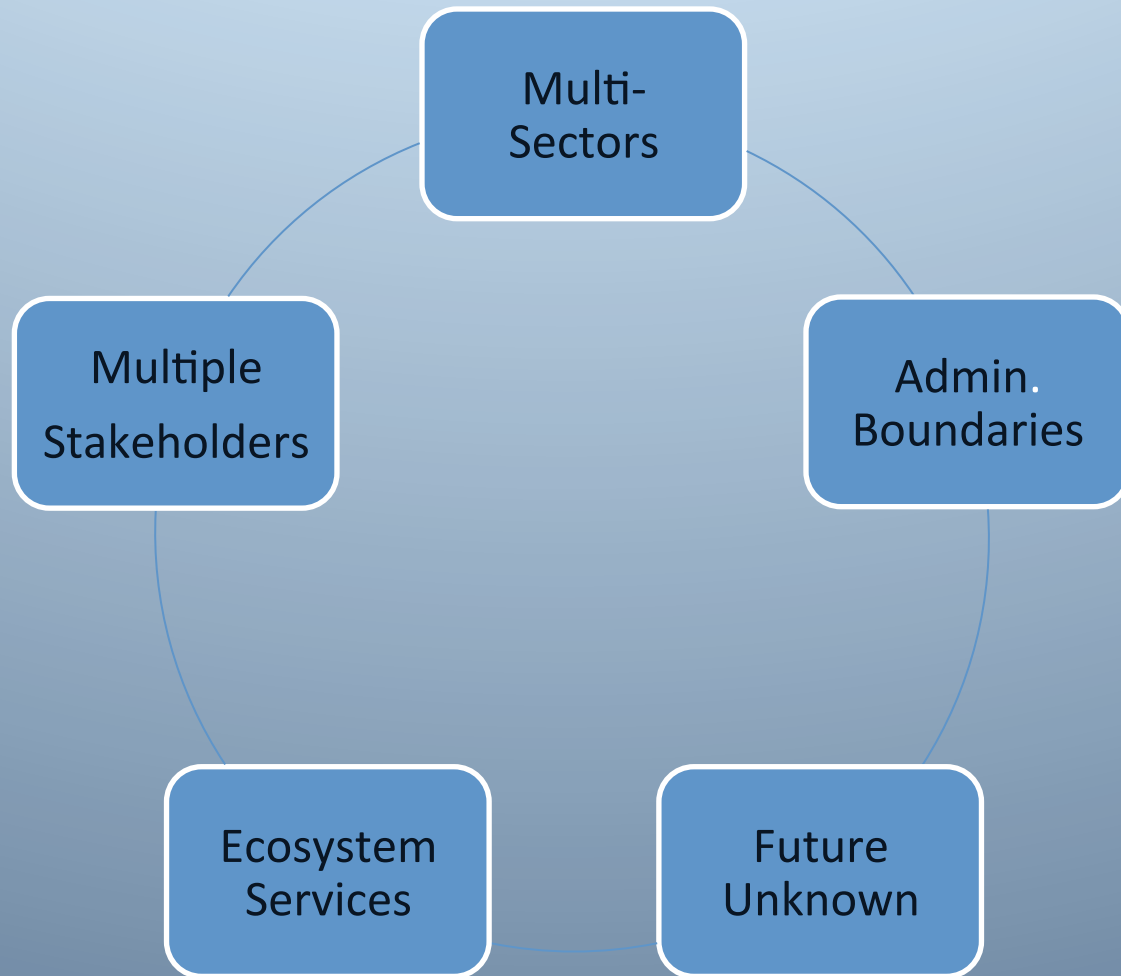 Multi-
Sectors
Multiple
Stakeholders
Admin.
Boundaries
Ecosystem
Services
Future
Unknown